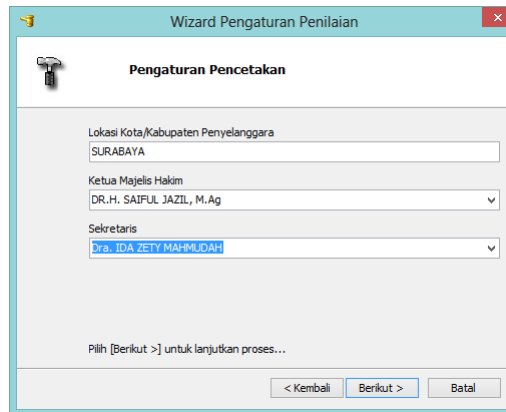 Wizard Pengaturan Penilaian
Pengaturan Pencetakan
Lokasi Kota/Kabupaten Penyelanggara
SURABAYA
Ketua Majelis Hakim
DR.H. SAIFUL JAZIL, M.Ag
Sekretaris
Dra. IDA ZETY MAHMUDAH
Pilih [Berikut >] untuk lanjutkan proses...
< Kembali Berikut > Batal